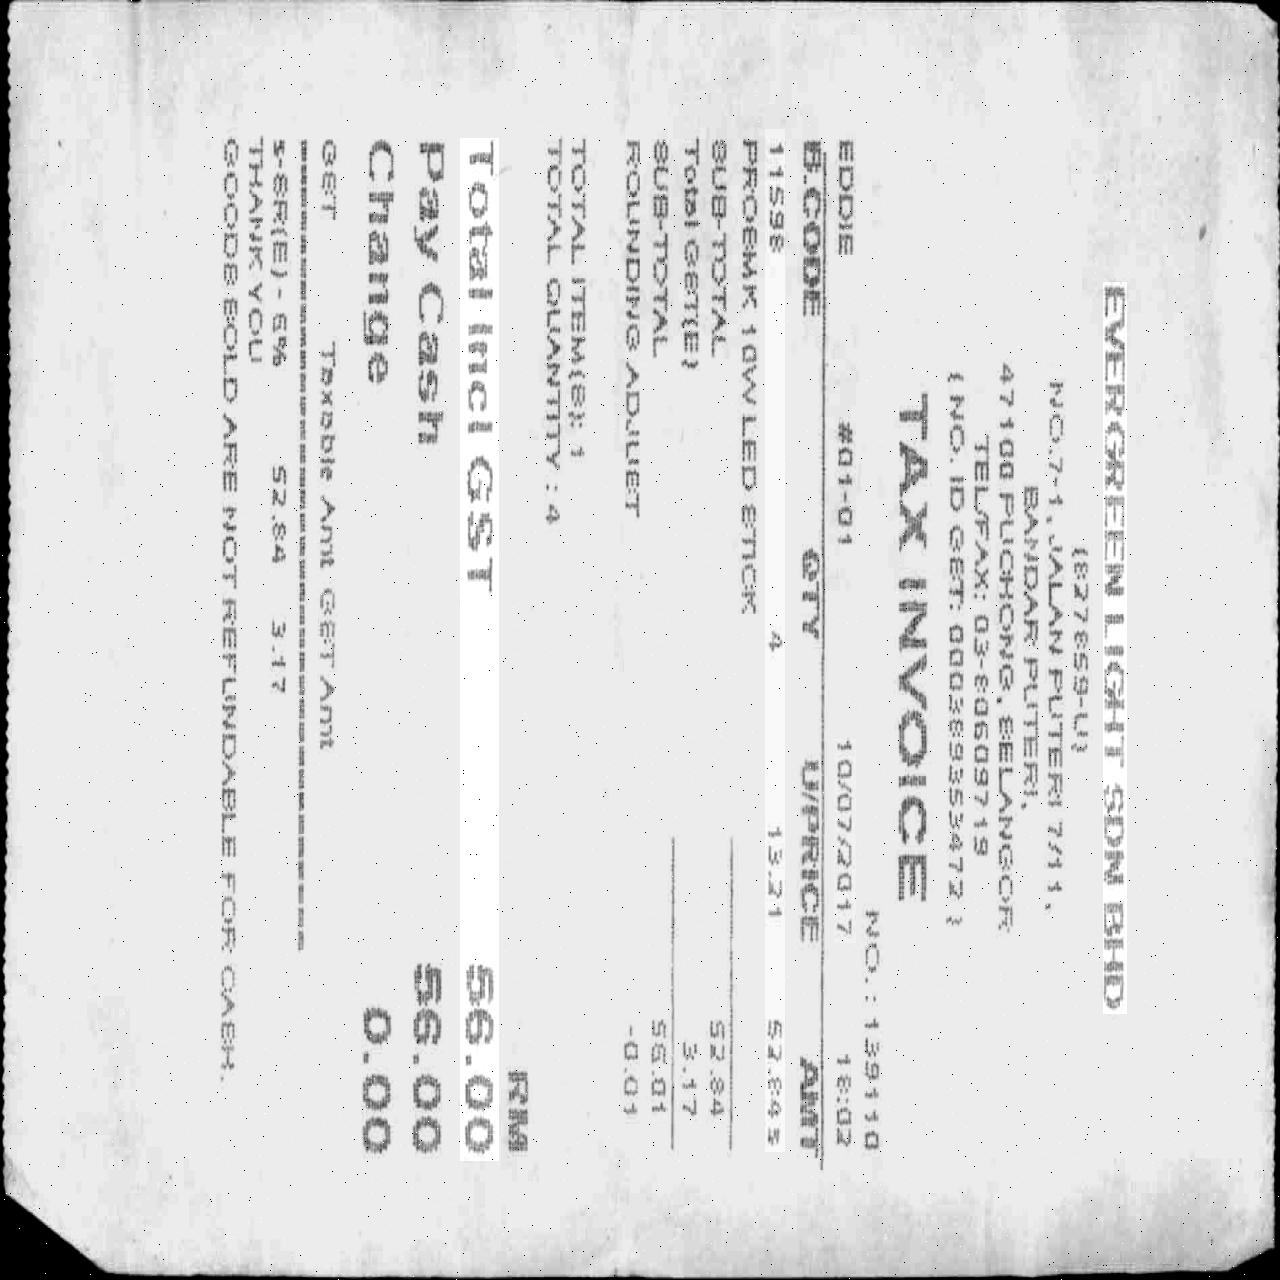 EVERGREEN LIGHT SDN BHD
(827859-U)
NO.7-1, JALAN PUTERI 7/11,
BANDAR PUTERI,
47100 PUCHONG, SELANGOR
TEL/FAX: 03-80609719
(NO. ID GST: 000389353472)
TAX INVOICE
NO. : 139110
EDDIE #01-01 10/07/2017 18:02
B.CODE QTY U/PRICE AMT
11598 4 13.21 52.84 S
PROEMK 10W LED STICK
SUB-TOTAL 52.84
Total GST(E) 3.17
SUB-TOTAL 56.01
ROUNDING ADJUST -0.01
TOTAL ITEM(S): 1
TOTAL QUANTITY : 4
RM
Total Incl GST 56.00
Pay Cash 56.00
Change 0.00
GST Taxable Amt GST Amt
S-SR(E) - 6% 52.84 3.17
THANK YOU
GOODS SOLD ARE NOT REFUNDABLE FOR CASH.